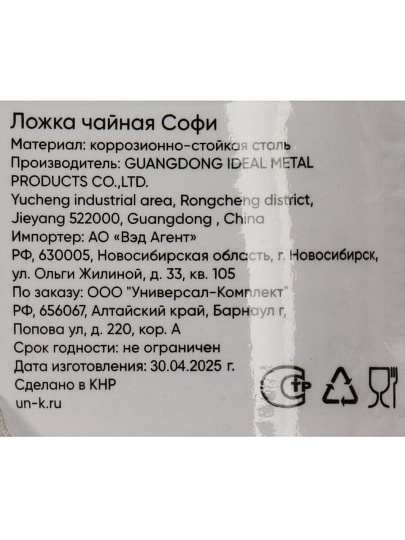 Ложка чайная Софи
Материал: коррозионно-стойкая сталь
Производитель: GUANGDONG IDEAL METAL
PRODUCTS CO.,LTD.
Yucheng industrial area, Rongcheng district,
Jieyang 522000, Guangdong , China
Импортер: АО «Вэд Агент»
РФ, 630005, Новосибирская область, г. Новосибирск,
ул. Ольги Жилиной, д. 33, кв. 105
По заказу: ООО "Универсал-Комплект"
РФ, 656067, Алтайский край, Барнаул г,
Попова ул, д. 220, кор. А
Срок годности: не ограничен
Дата изготовления: 30.04.2025 г.
Сделано в КНР
un-k.ru
СТР